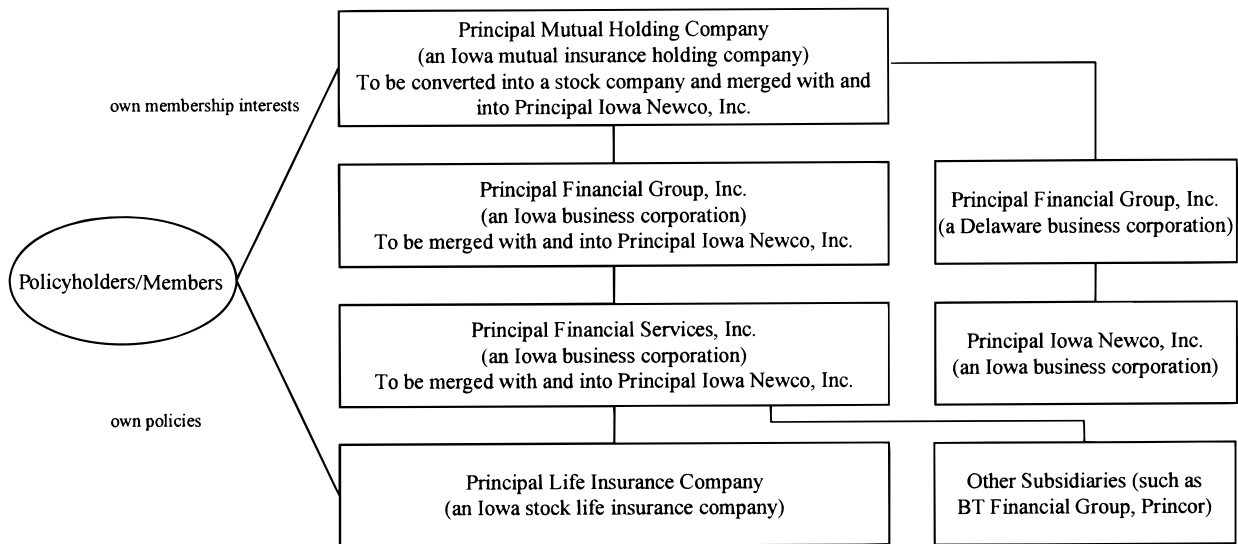 Principal Mutual Holding Company
(an Iowa mutual insurance holding company)
To be converted into a stock company and merged with and
into Principal Iowa Newco, Inc.
own membership interests
Principal Financial Group, Inc.
(an Iowa business corporation)
To be merged with and into Principal Iowa Newco, Inc.
Principal Financial Group, Inc.
(a Delaware business corporation)
Policyholders/Members
Principal Financial Services, Inc.
(an Iowa business corporation)
To be merged with and into Principal Iowa Newco, Inc.
Principal Iowa Newco, Inc.
(an Iowa business corporation)
own policies
Principal Life Insurance Company
(an Iowa stock life insurance company)
Other Subsidiaries (such as
BT Financial Group, Princor)